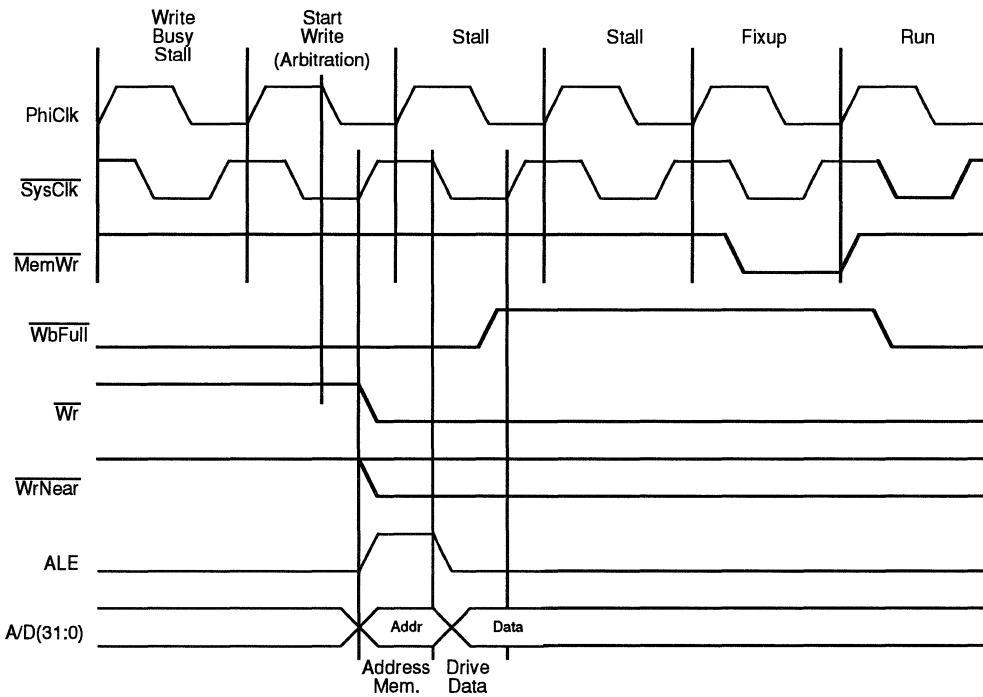 Write
Busy
Stall
Start
Write
(Arbitration)
Stall
Stall
Fixup
Run
PhiClk
SysClk
MemWr
WbFull
Wr
WrNear
ALE
A/D(31:0)
Addr
Data
Address
Mem.
Drive
Data